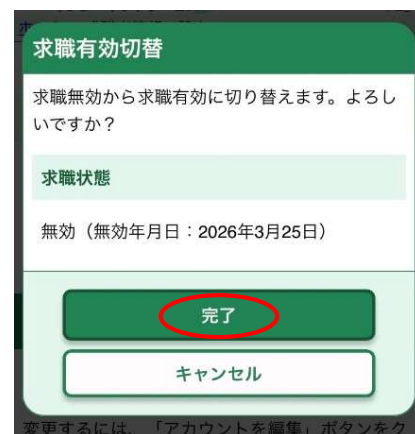 求職有効切替
求職無効から求職有効に切り替えます。よろし
いですか？
求職状態
無効（無効年月日：2026年3月25日）
完了
キャンセル
変更するには、「アカウントを編集」ボタンをク